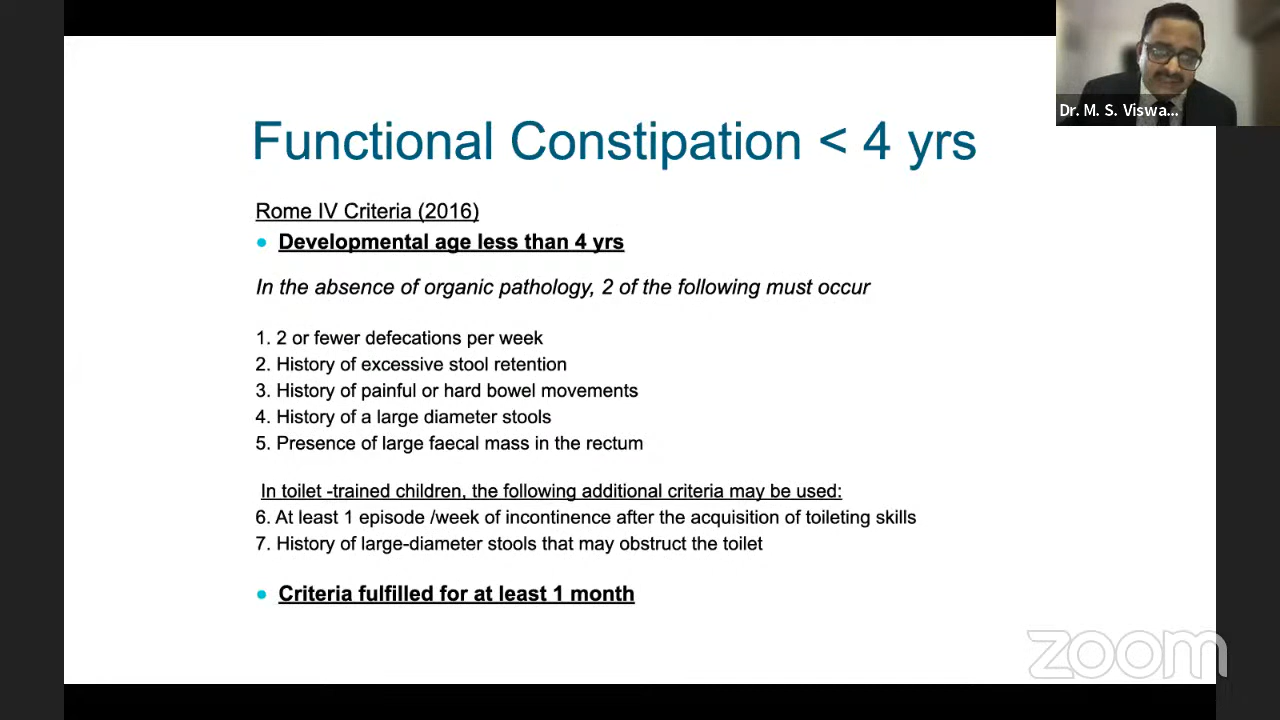 Dr. M. S. Viswa...
Functional Constipation < 4 yrs
Rome IV Criteria (2016)
• Developmental age less than 4 yrs
In the absence of organic pathology, 2 of the following must occur
1. 2 or fewer defecations per week
2. History of excessive stool retention
3. History of painful or hard bowel movements
4. History of a large diameter stools
5. Presence of large faecal mass in the rectum
In toilet -trained children, the following additional criteria may be used:
6. At least 1 episode /week of incontinence after the acquisition of toileting skills
7. History of large-diameter stools that may obstruct the toilet
• Criteria fulfilled for at least 1 month
zoom